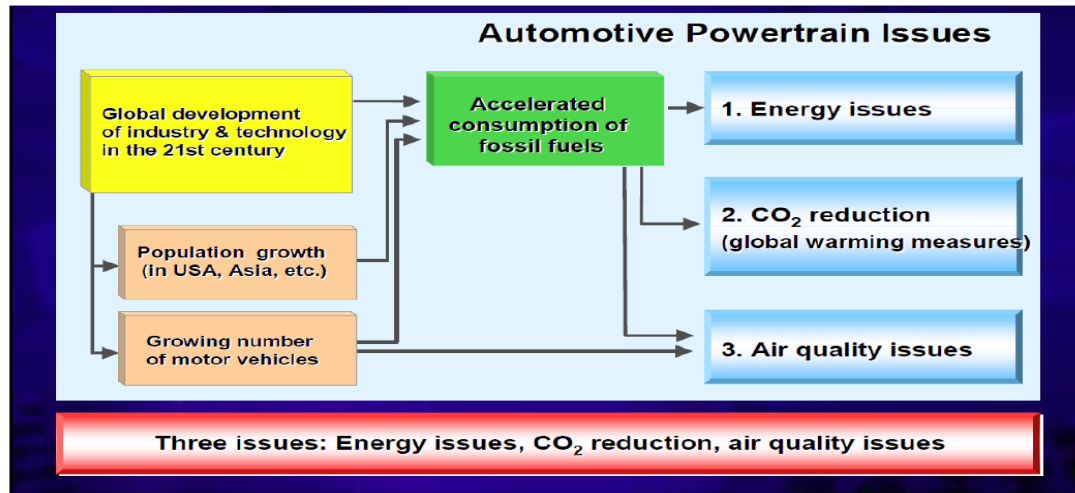 Automotive Powertrain Issues
Global development
of industry & technology
in the 21st century
Accelerated
consumption of
fossil fuels
1. Energy issues
2. CO₂ reduction
(global warming measures)
Population growth
(in USA, Asia, etc.)
Growing number
of motor vehicles
3. Air quality issues
Three issues: Energy issues, CO₂ reduction, air quality issues